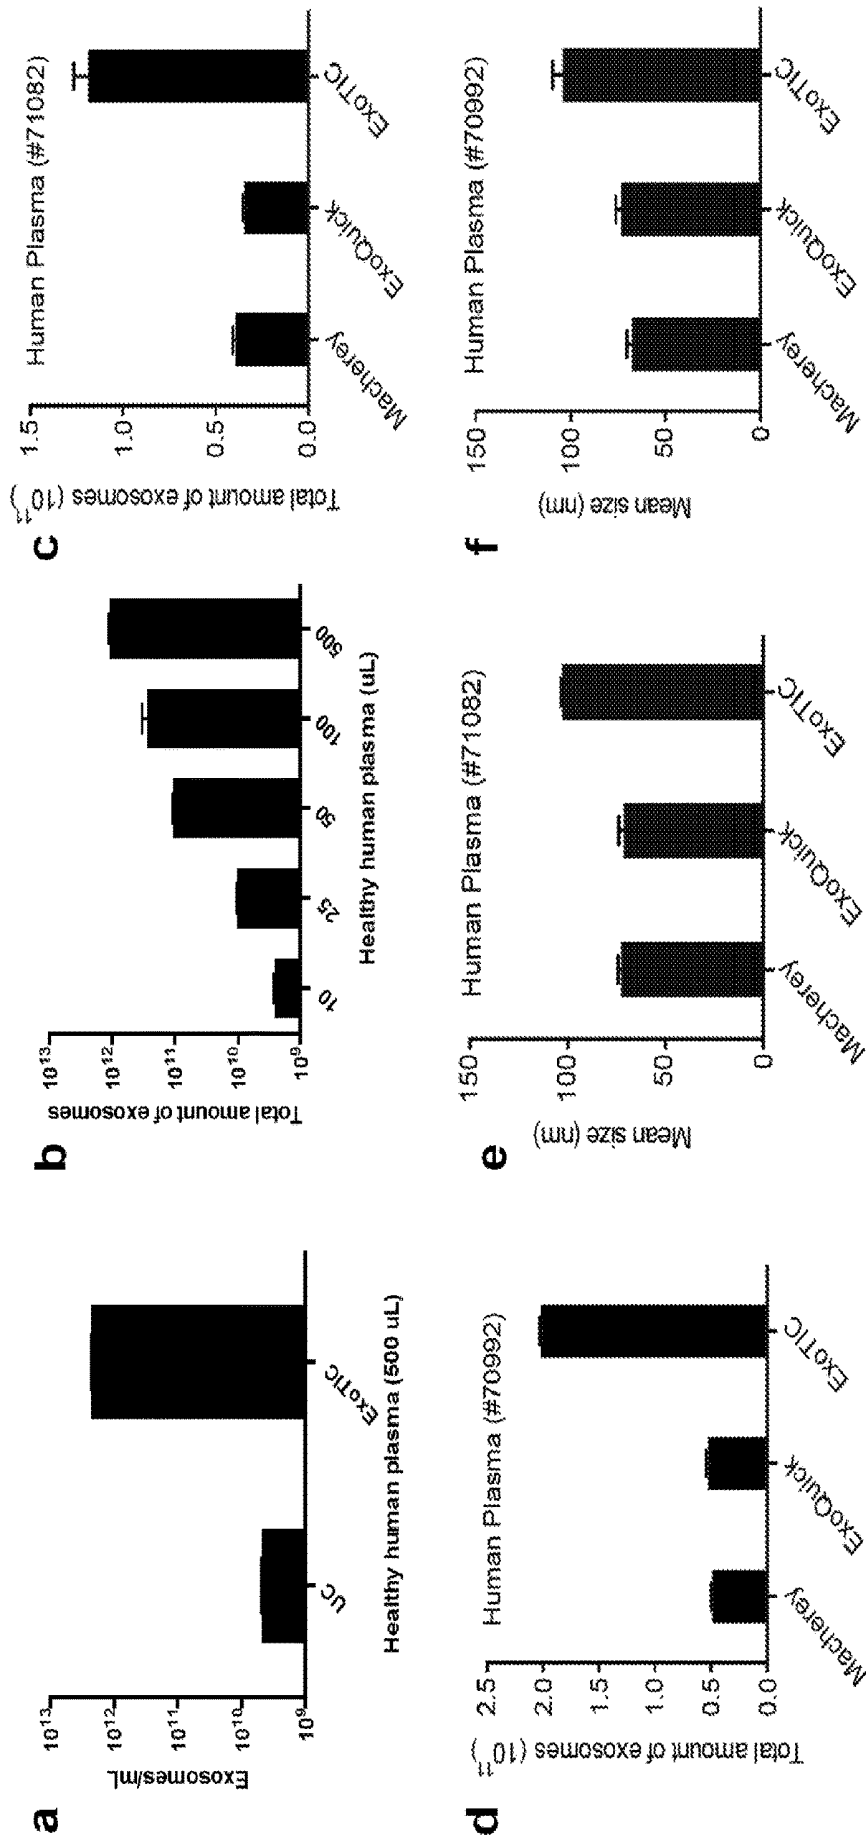 a
Exosomes/mL
10¹³
10¹²
10¹¹
10¹⁰
10⁹
UC
ExoTIC
Healthy human plasma (500 uL)
b
Total amount of exosomes
10¹³
10¹²
10¹¹
10¹⁰
10⁹
10
25
50
100
500
Healthy human plasma (uL)
c
Human Plasma (#71082)
Total amount of exosomes (10¹¹)
1.5
1.0
0.5
0.0
Macherey
ExoQuick
ExoTIC
d
Human Plasma (#70992)
Total amount of exosomes (10¹¹)
2.5
2.0
1.5
1.0
0.5
0.0
Macherey
ExoQuick
ExoTIC
e
Human Plasma (#71082)
Mean size (nm)
150
100
50
0
Macherey
ExoQuick
ExoTIC
f
Human Plasma (#70992)
Mean size (nm)
150
100
50
0
Macherey
ExoQuick
ExoTIC